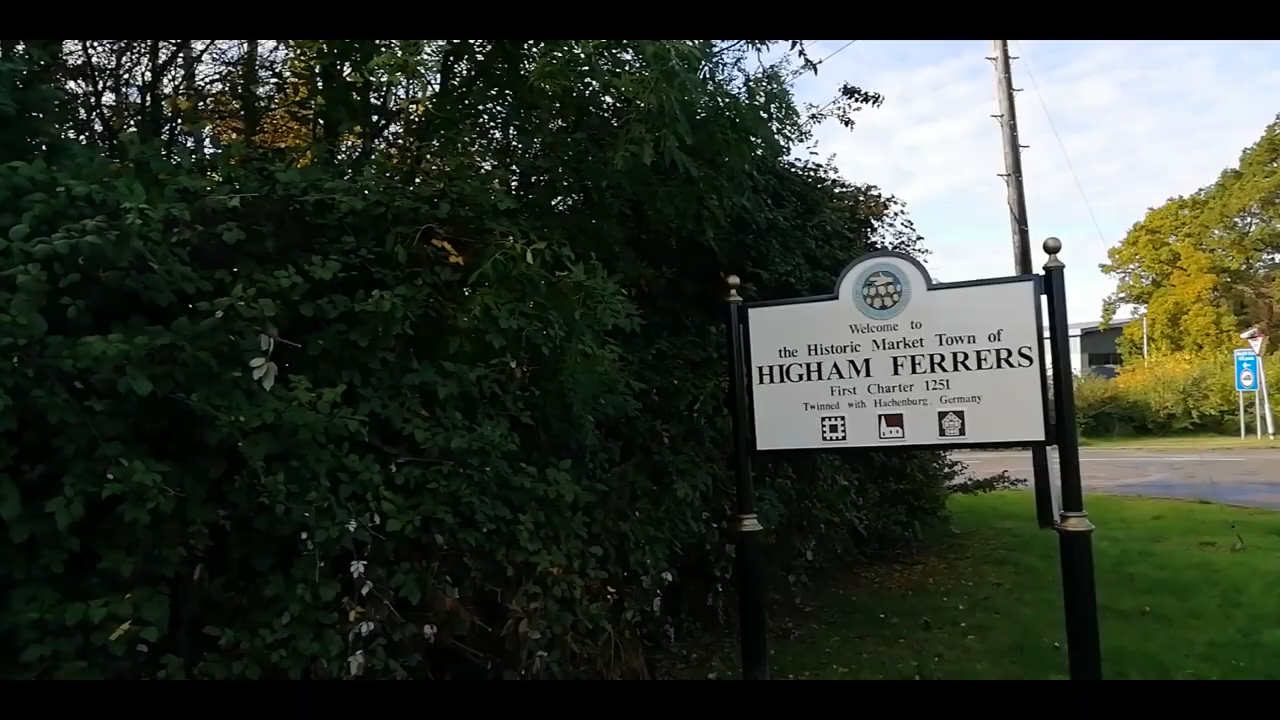 Welcome to
the Historic Market Town of
HIGHAM FERRERS
First Charter 1251
Twinned with Hachenburg, Germany